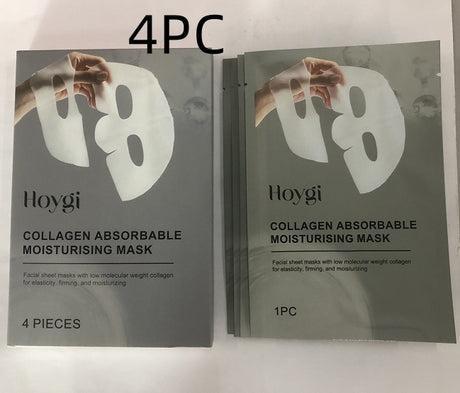 4PC
Hoygi
COLLAGEN ABSORBABLE
MOISTURISING MASK
Facial sheet masks with low molecular weight collagen
for elasticity, firming, and moisturizing
4 PIECES
Hoygi
COLLAGEN ABSORBABLE
MOISTURISING MASK
Facial sheet masks with low molecular weight collagen
for elasticity, firming, and moisturizing
1PC